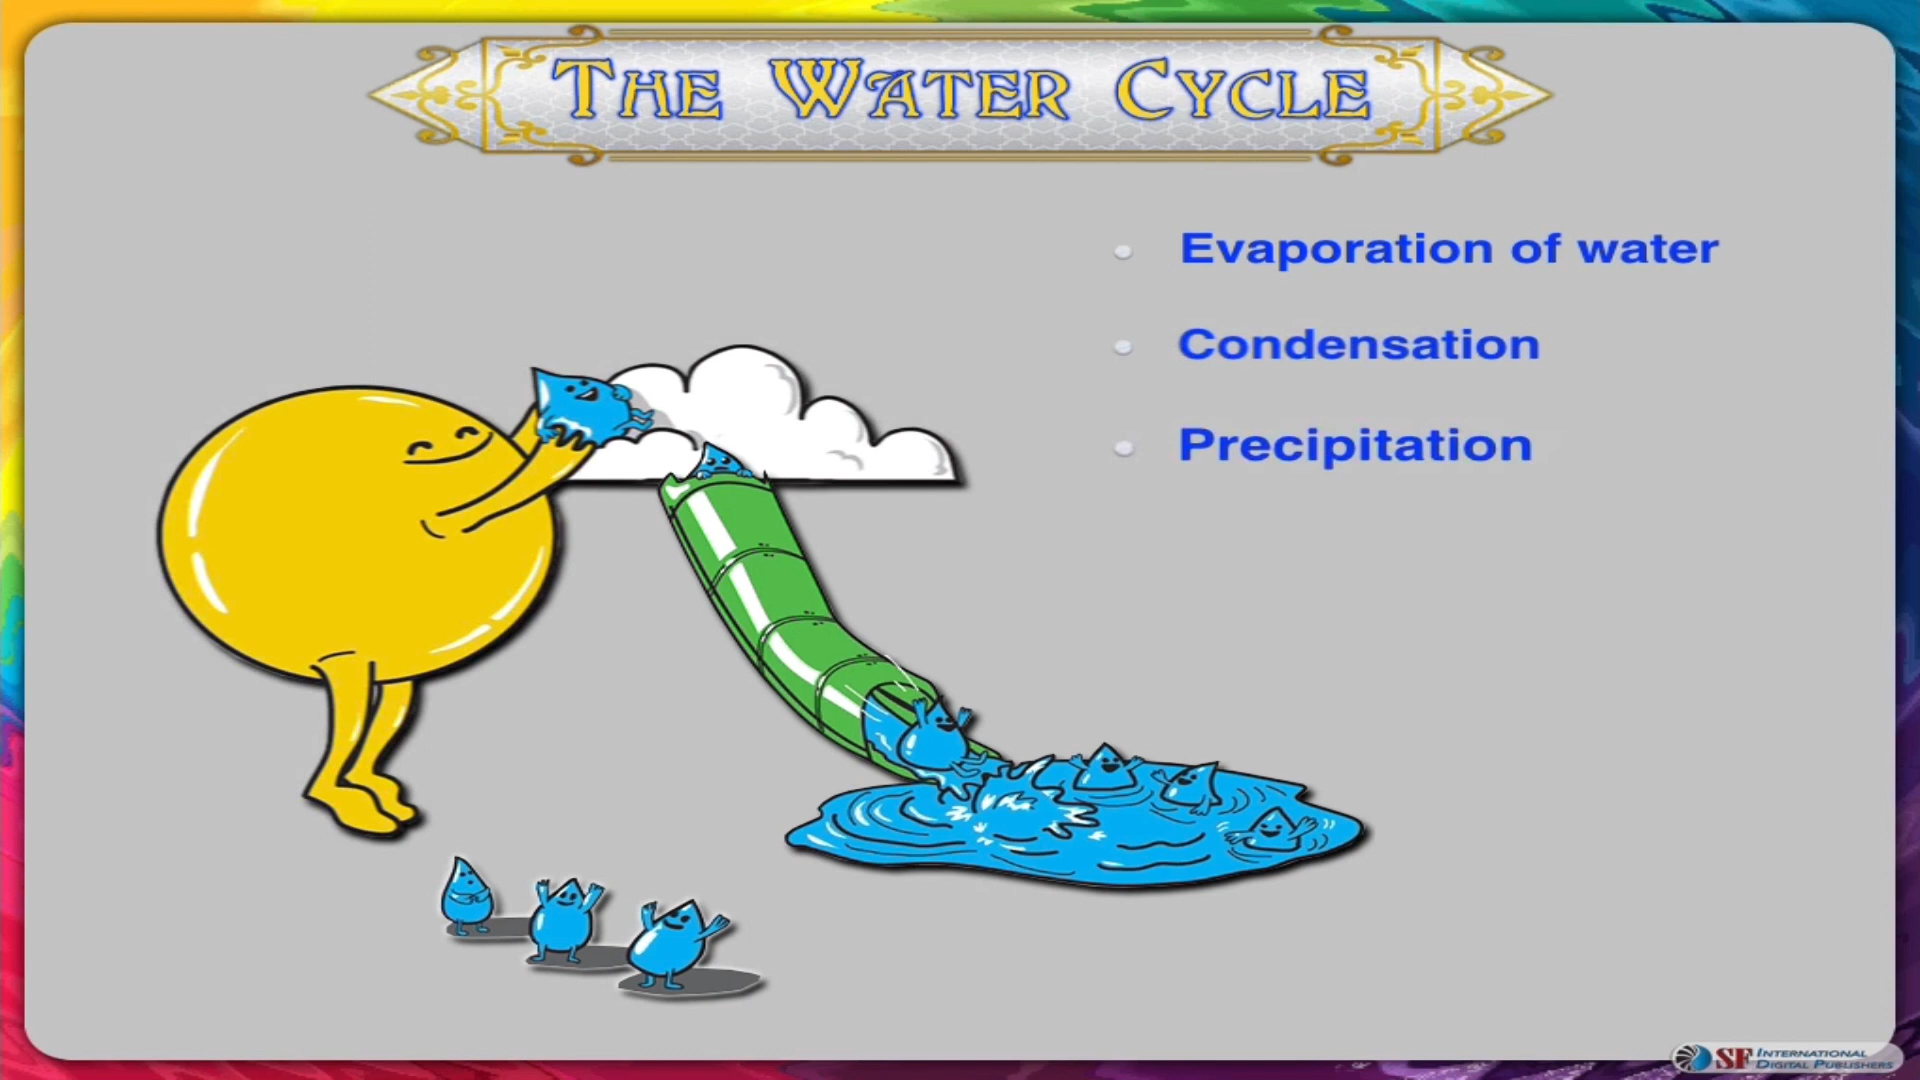 THE WATER CYCLE
Evaporation of water
Condensation
Precipitation
SF INTERNATIONAL
DIGITAL PUBLISHERS